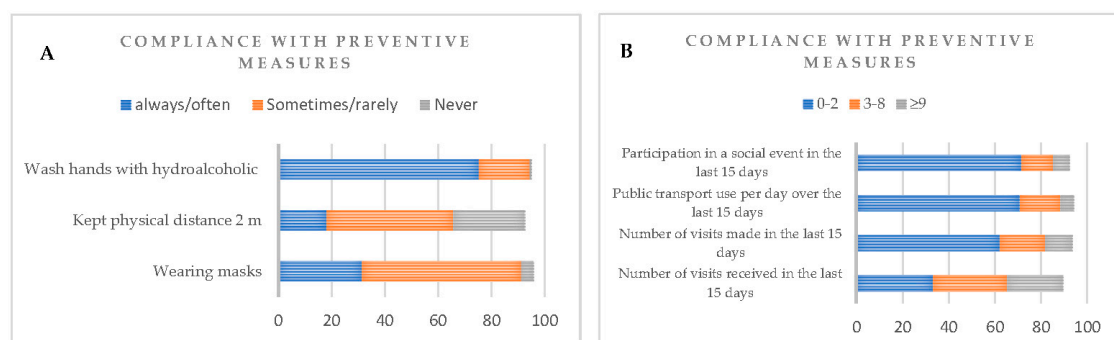 A
COMPLIANCE WITH PREVENTIVE
MEASURES
always/often Sometimes/rarely Never
Wash hands with hydroalcoholic
Kept physical distance 2 m
Wearing masks
0 20 40 60 80 100
B
COMPLIANCE WITH PREVENTIVE
MEASURES
0-2 3-8 ≥9
Participation in a social event in the
last 15 days
Public transport use per day over the
last 15 days
Number of visits made in the last 15
days
Number of visits received in the last
15 days
0 20 40 60 80 100